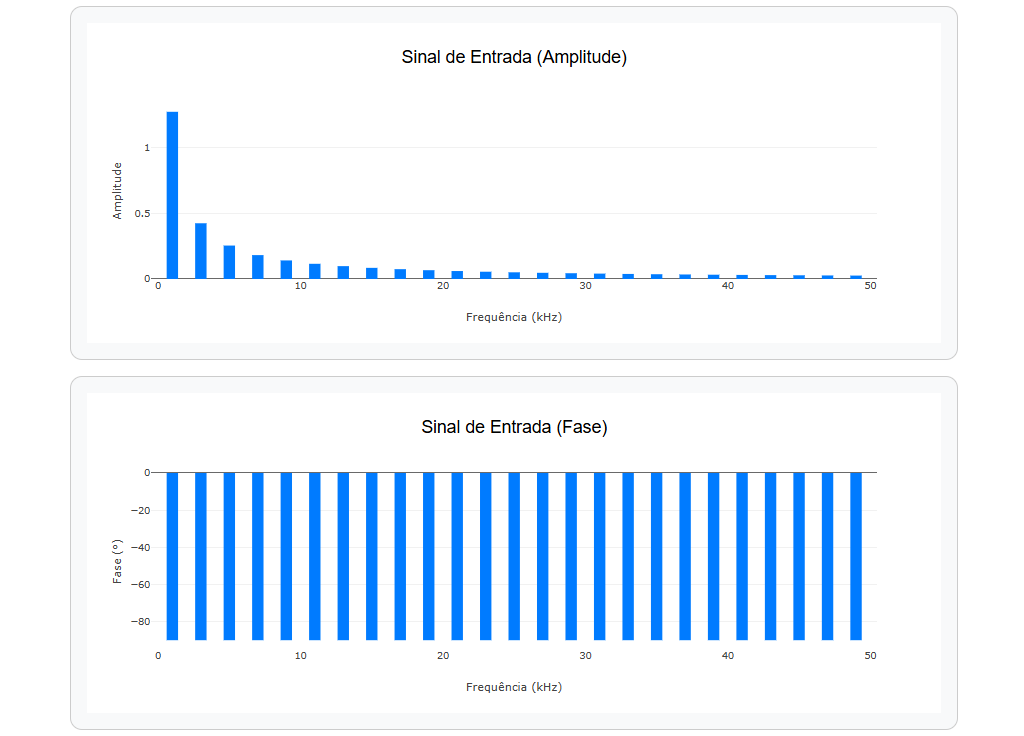 Sinal de Entrada (Amplitude)
1
0.5
0
Amplitude
0 10 20 30 40 50
Frequência (kHz)
Sinal de Entrada (Fase)
0
−20
−40
−60
−80
Fase (°)
0 10 20 30 40 50
Frequência (kHz)